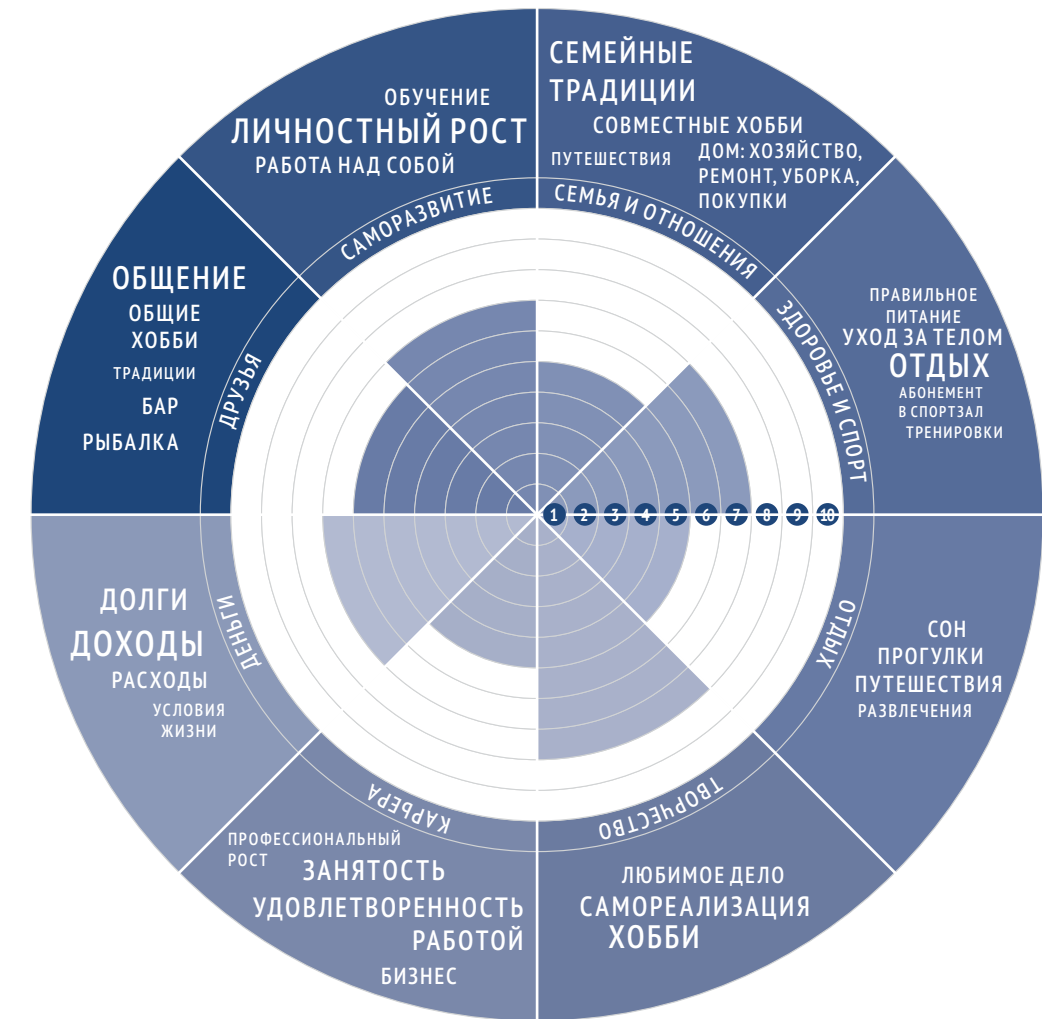 СЕМЕЙНЫЕ
ТРАДИЦИИ
СОВМЕСТНЫЕ ХОББИ
ПУТЕШЕСТВИЯ
ДОМ: ХОЗЯЙСТВО,
РЕМОНТ, УБОРКА,
ПОКУПКИ
СЕМЬЯ И ОТНОШЕНИЯ
ПРАВИЛЬНОЕ
ПИТАНИЕ
УХОД ЗА ТЕЛОМ
ОТДЫХ
АБОНЕМЕНТ
В СПОРТЗАЛ
ТРЕНИРОВКИ
ЗДОРОВЬЕ И СПОРТ
1 2 3 4 5 6 7 8 9 10
СОН
ПРОГУЛКИ
ПУТЕШЕСТВИЯ
РАЗВЛЕЧЕНИЯ
ОТДЫХ
ТВОРЧЕСТВО
ЛЮБИМОЕ ДЕЛО
САМОРЕАЛИЗАЦИЯ
ХОББИ
КАРЬЕРА
ПРОФЕССИОНАЛЬНЫЙ
РОСТ
ЗАНЯТОСТЬ
УДОВЛЕТВОРЕННОСТЬ
РАБОТОЙ
БИЗНЕС
ДЕНЬГИ
ДОЛГИ
ДОХОДЫ
РАСХОДЫ
УСЛОВИЯ
ЖИЗНИ
ДРУЗЬЯ
ОБЩЕНИЕ
ОБЩИЕ
ХОББИ
ТРАДИЦИИ
БАР
РЫБАЛКА
ОБУЧЕНИЕ
ЛИЧНОСТНЫЙ РОСТ
РАБОТА НАД СОБОЙ
САМОРАЗВИТИЕ